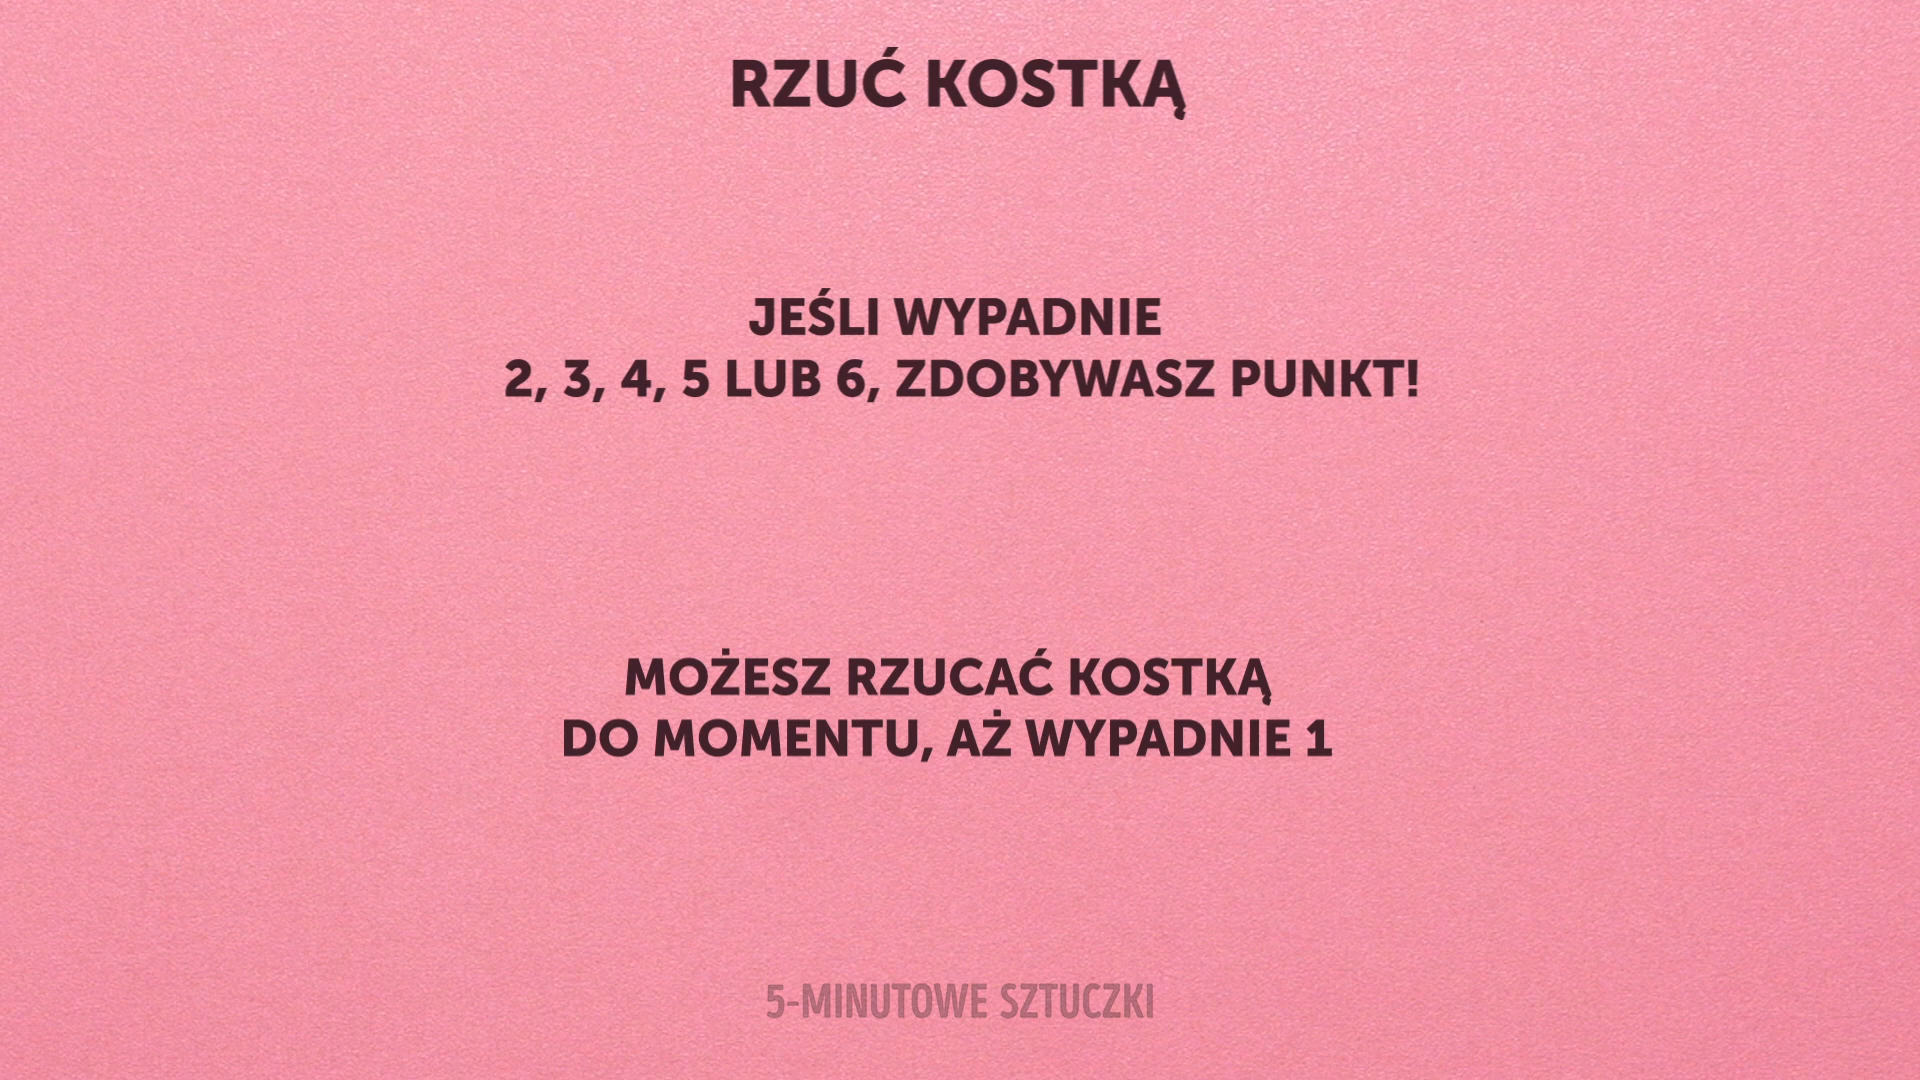 RZUĆ KOSTKĄ
JEŚLI WYPADNIE
2, 3, 4, 5 LUB 6, ZDOBYWASZ PUNKT!
MOŻESZ RZUCAĆ KOSTKĄ
DO MOMENTU, AŻ WYPADNIE 1
5-MINUTOWE SZTUCZKI